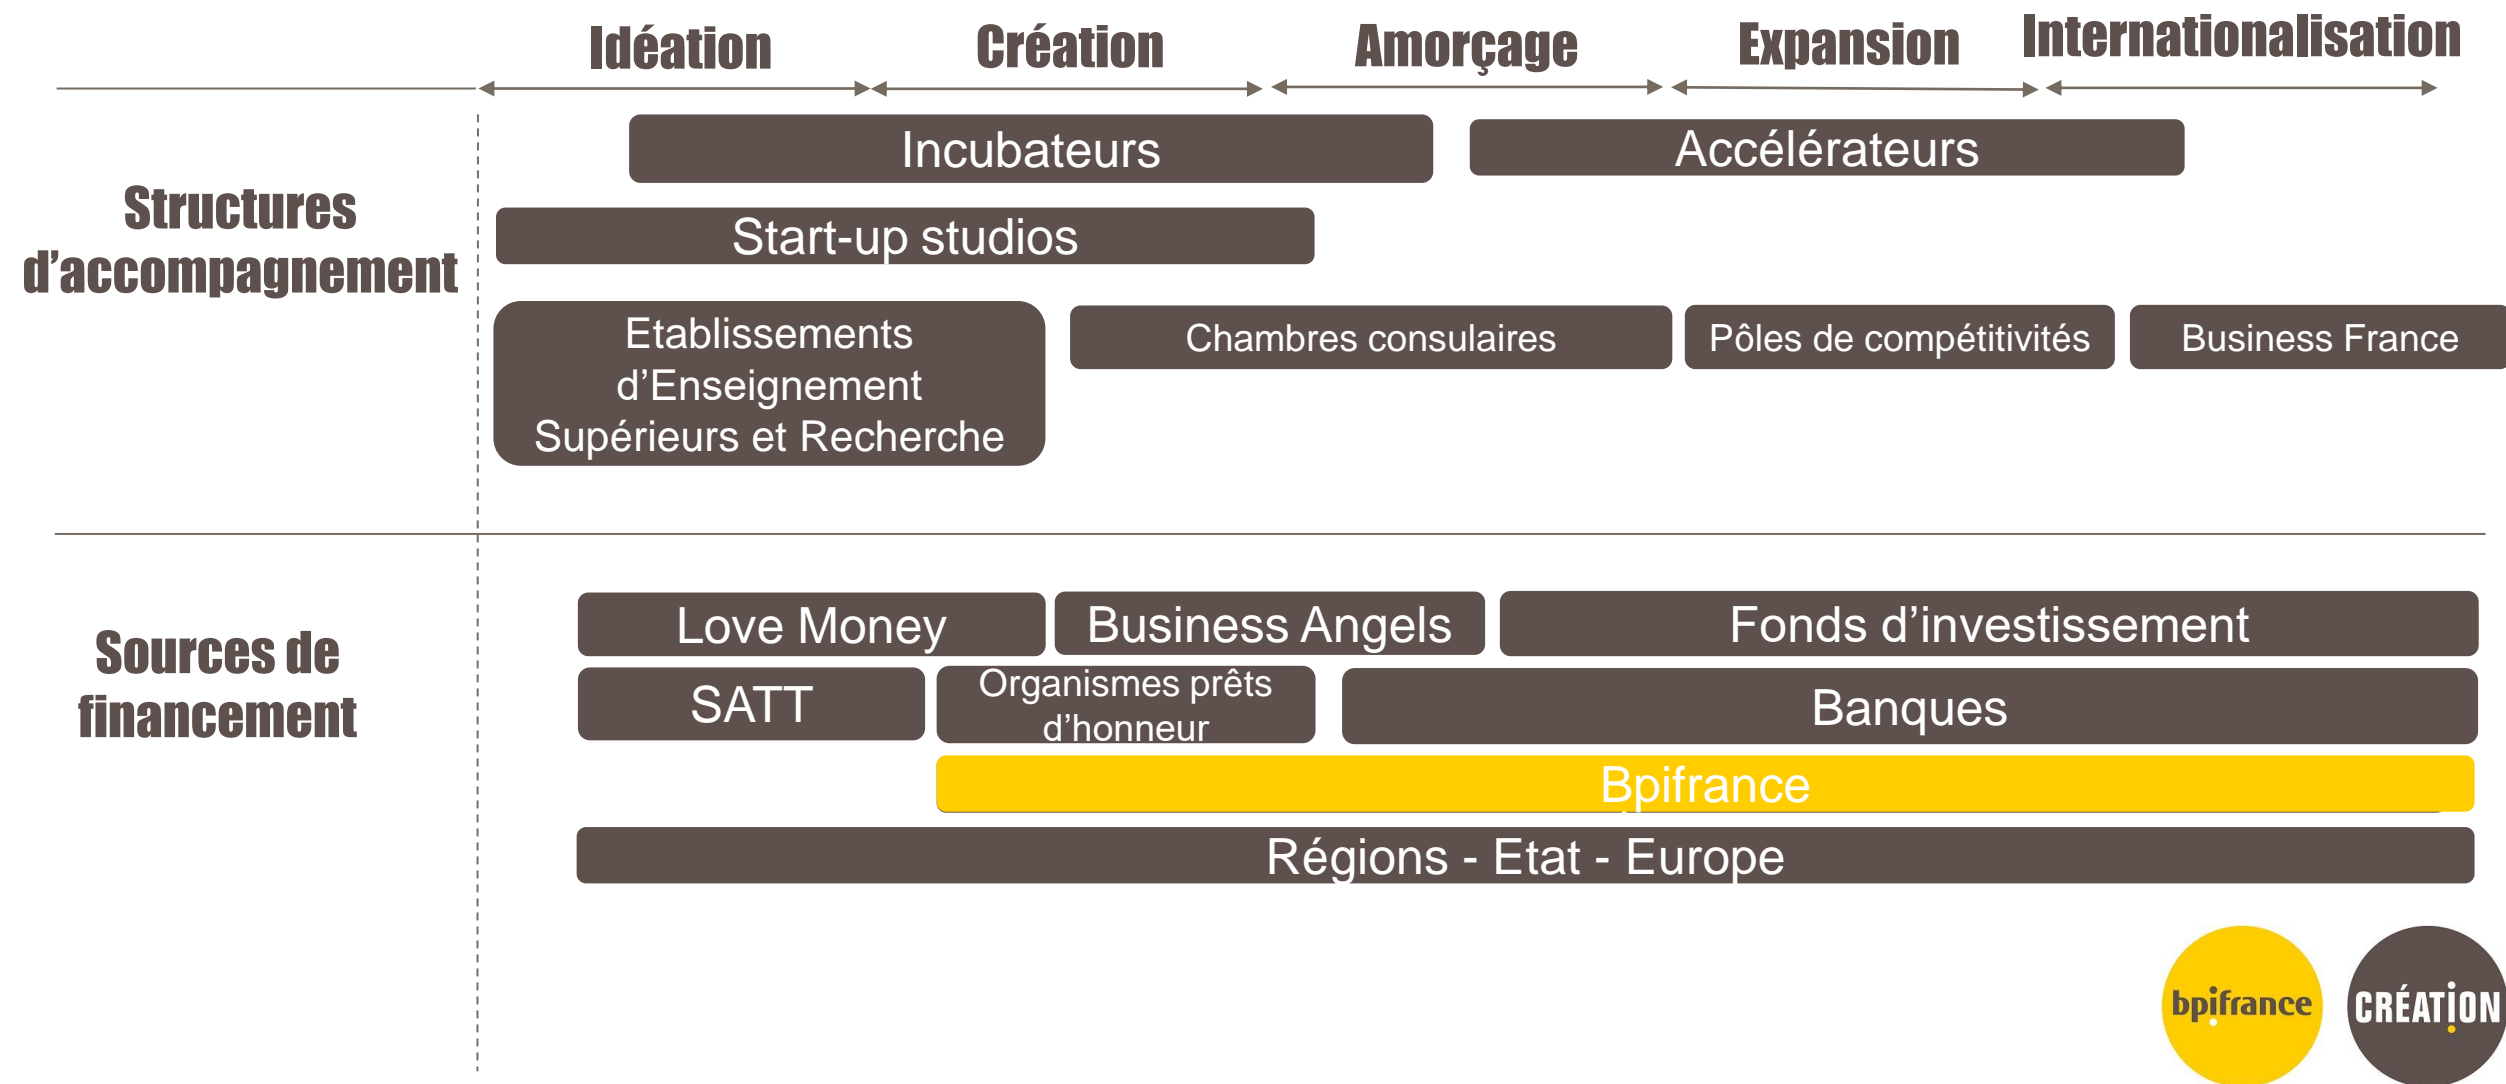 Idéation
Création
Amorçage
Expansion
Internationalisation
Structures
d’accompagnement
Incubateurs
Accélérateurs
Start-up studios
Etablissements
d’Enseignement
Supérieurs et Recherche
Chambres consulaires
Pôles de compétitivités
Business France
Sources de
financement
Love Money
Business Angels
Fonds d’investissement
SATT
Organismes prêts
d’honneur
Banques
Bpifrance
Régions - Etat - Europe
bpifrance
CRÉATION